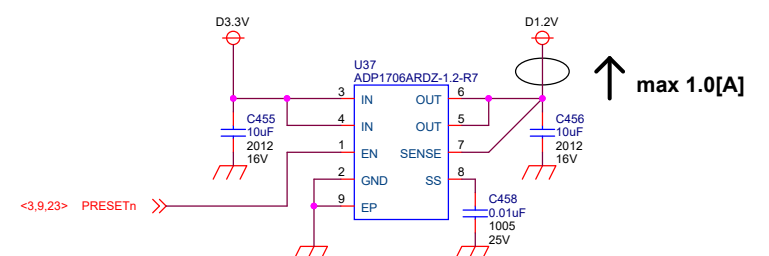 D3.3V
D1.2V
U37
ADP1706ARDZ-1.2-R7
max 1.0[A]
3 IN OUT 6
4 IN OUT 5
1 EN SENSE 7
2 GND SS 8
9 EP
C455
10uF
2012
16V
C456
10uF
2012
16V
<3,9,23> PRESETn
C458
0.01uF
1005
25V